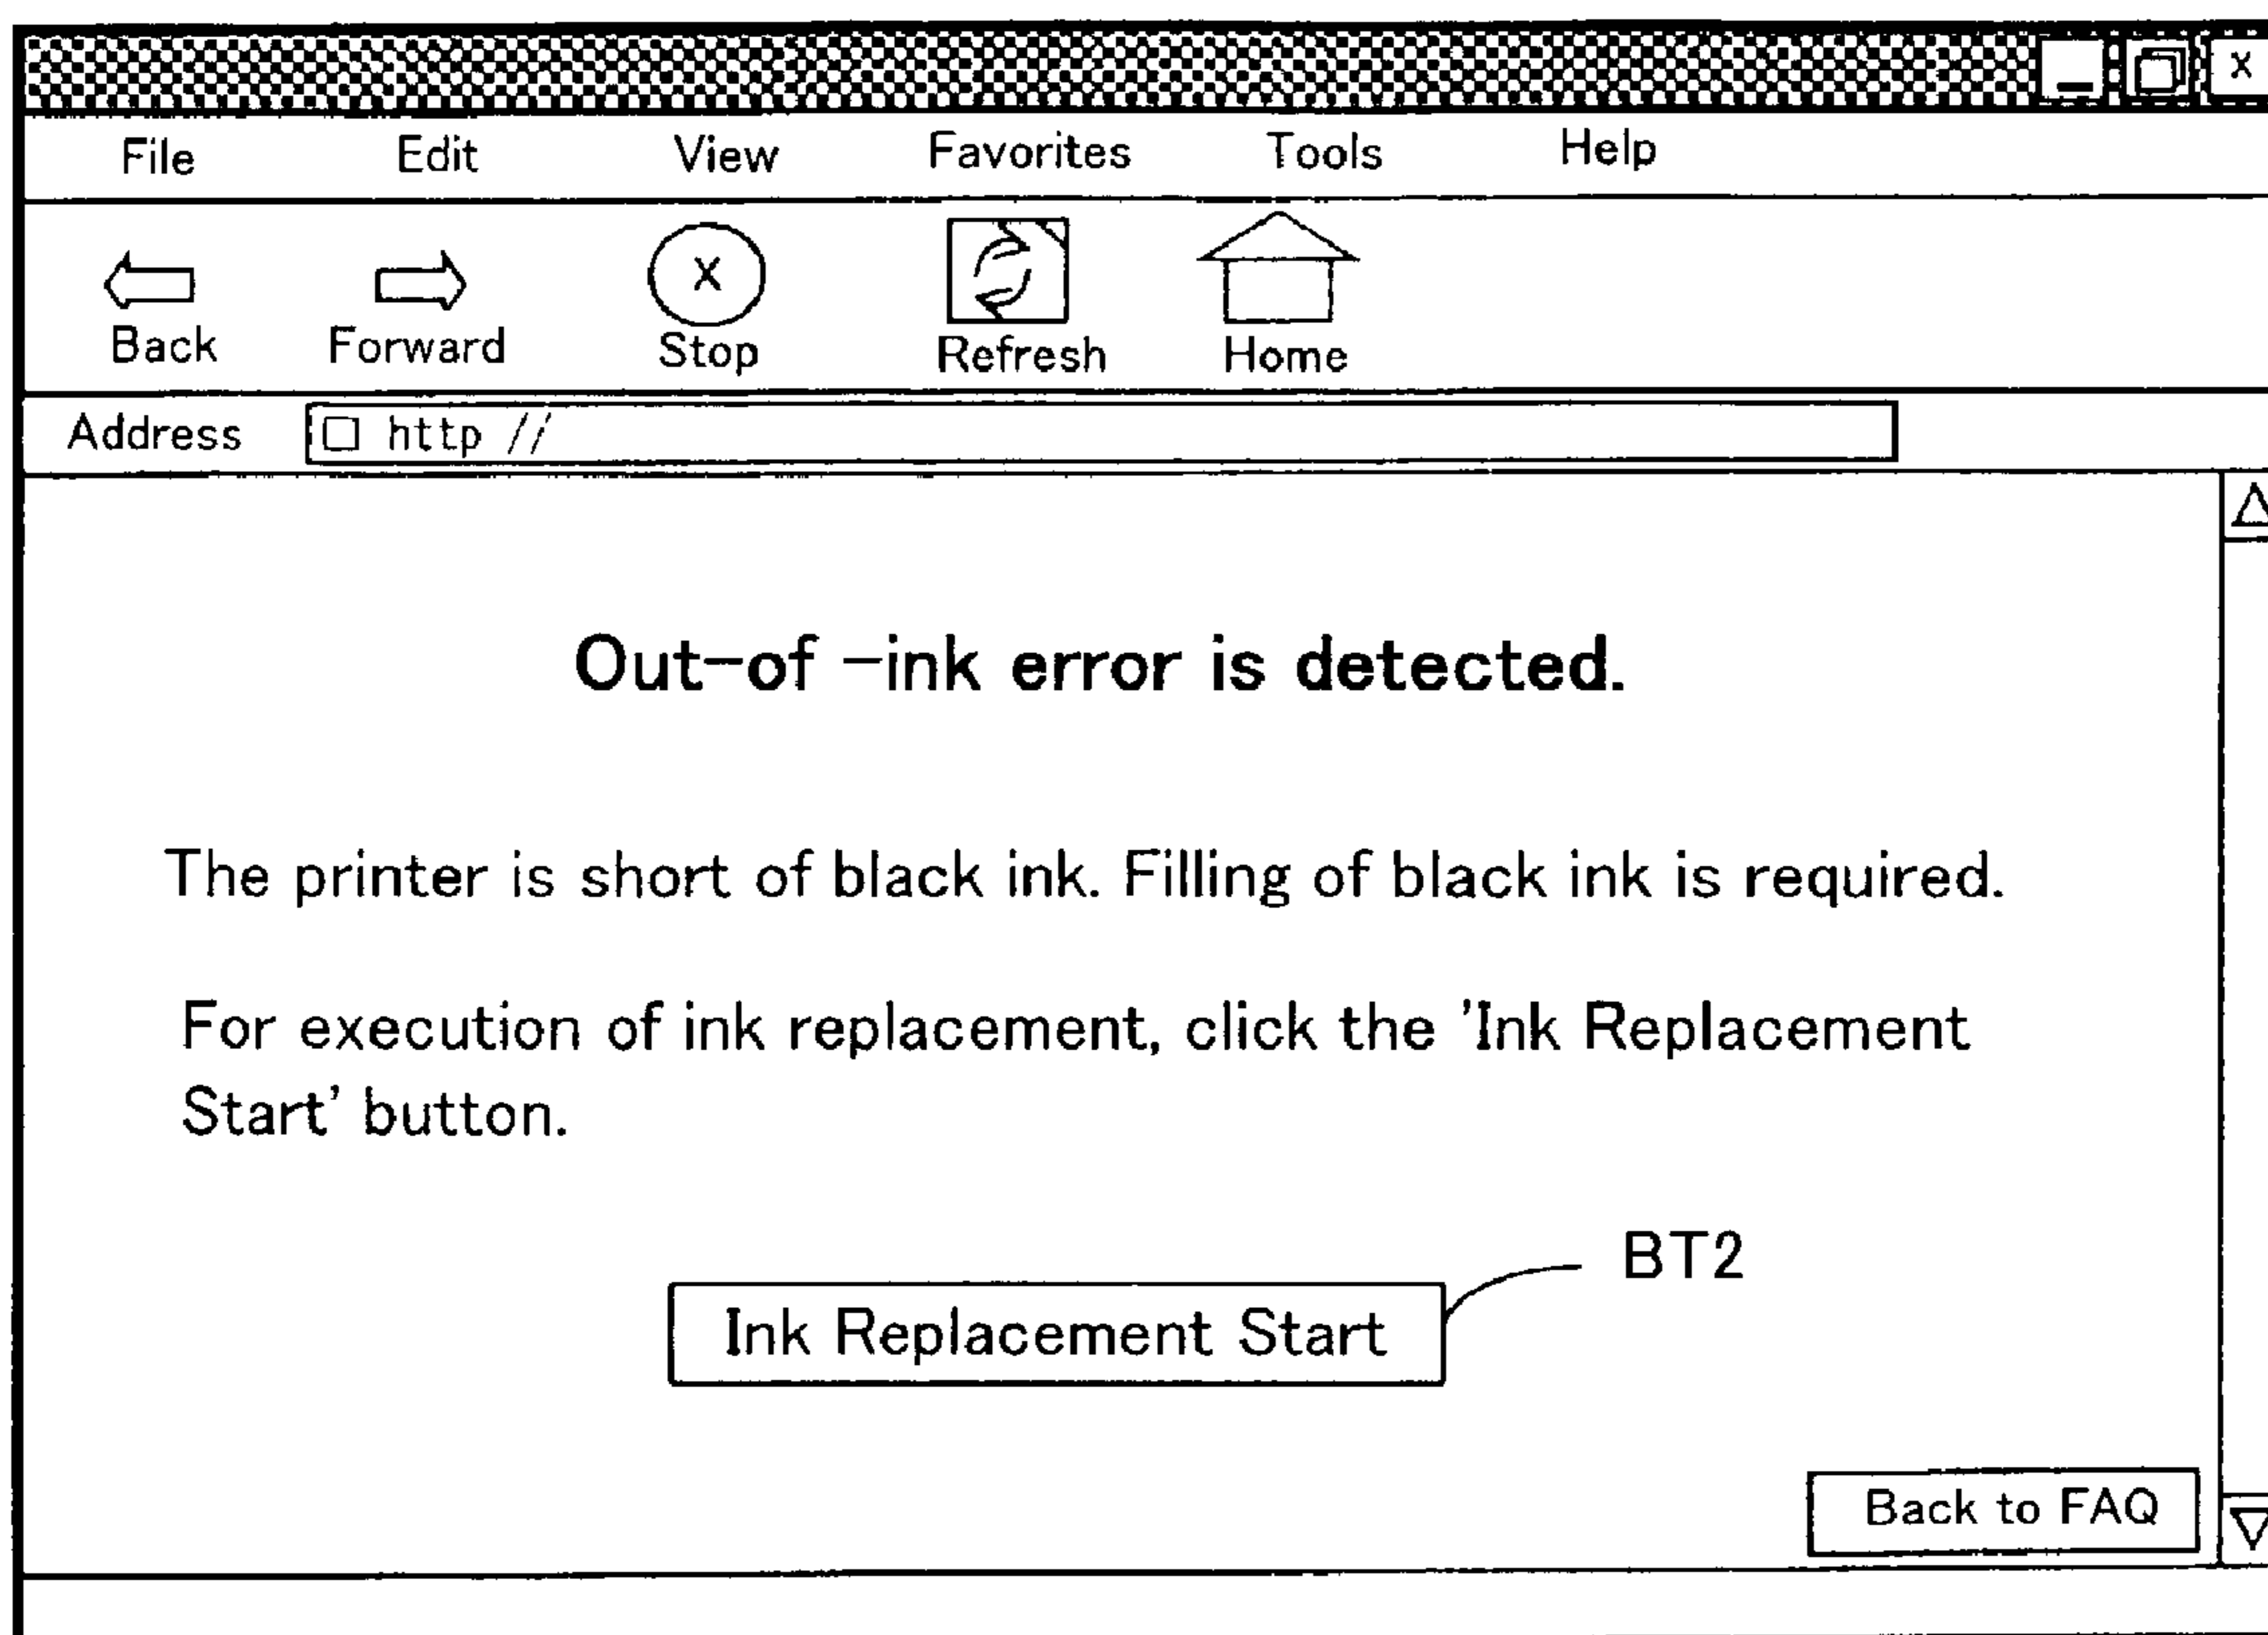 X
File Edit View Favorites Tools Help
X
Back Forward Stop Refresh Home
Address http //
Out-of -ink error is detected.
The printer is short of black ink. Filling of black ink is required.
For execution of ink replacement, click the 'Ink Replacement
Start' button.
BT2
Ink Replacement Start
Back to FAQ